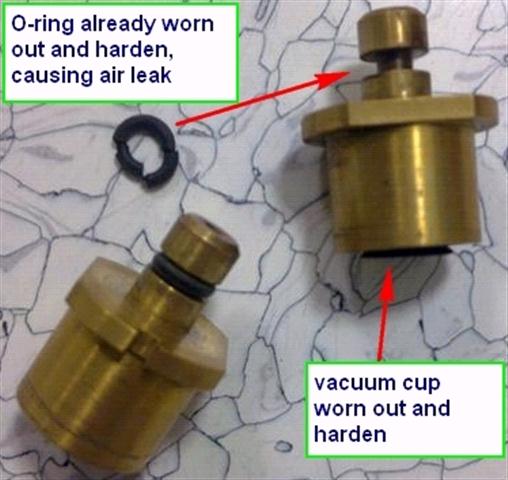 O-ring already worn
out and harden,
causing air leak
vacuum cup
worn out and
harden